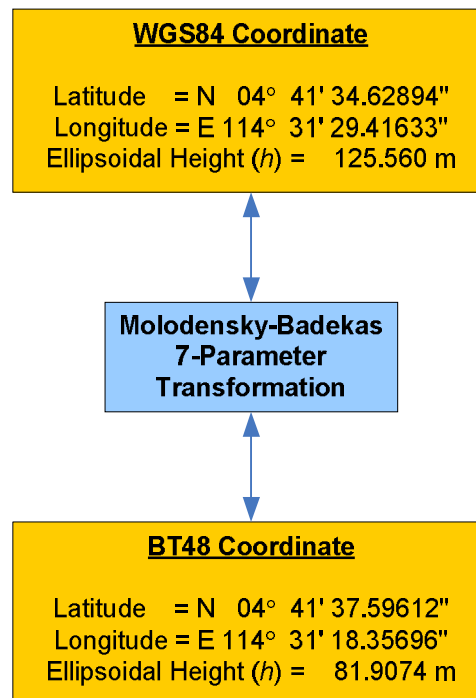 WGS84 Coordinate
Latitude = N 04° 41' 34.62894"
Longitude = E 114° 31' 29.41633"
Ellipsoidal Height (h) = 125.560 m
Molodensky-Badekas
7-Parameter
Transformation
BT48 Coordinate
Latitude = N 04° 41' 37.59612"
Longitude = E 114° 31' 18.35696"
Ellipsoidal Height (h) = 81.9074 m